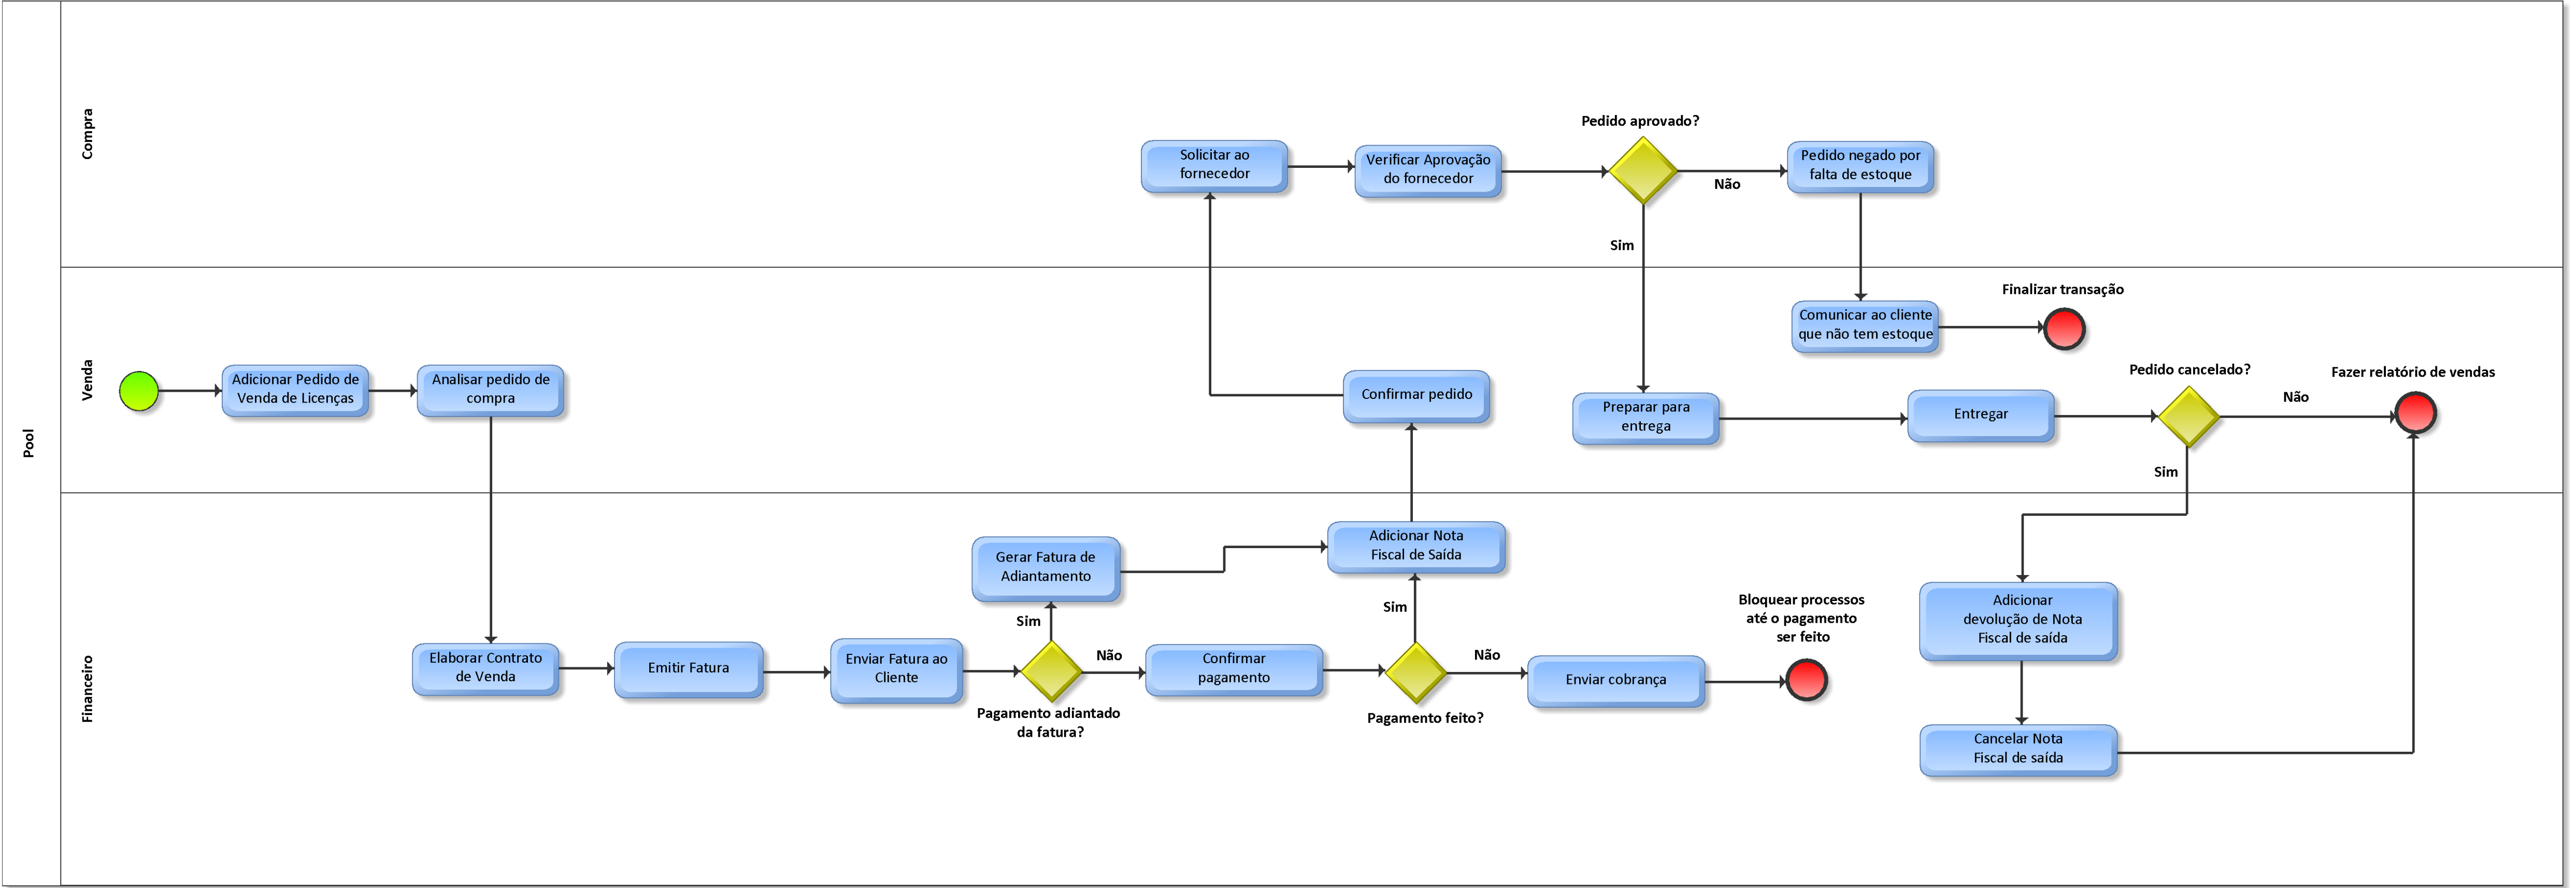 Pool
Compra
Solicitar ao
fornecedor
Verificar Aprovação
do fornecedor
Pedido aprovado?
Não
Sim
Pedido negado por
falta de estoque
Venda
Adicionar Pedido de
Venda de Licenças
Analisar pedido de
compra
Confirmar pedido
Comunicar ao cliente
que não tem estoque
Finalizar transação
Preparar para
entrega
Entregar
Pedido cancelado?
Não
Sim
Fazer relatório de vendas
Financeiro
Elaborar Contrato
de Venda
Emitir Fatura
Enviar Fatura ao
Cliente
Pagamento adiantado
da fatura?
Sim
Não
Gerar Fatura de
Adiantamento
Confirmar
pagamento
Adicionar Nota
Fiscal de Saída
Sim
Não
Pagamento feito?
Enviar cobrança
Bloquear processos
até o pagamento
ser feito
Adicionar
devolução de Nota
Fiscal de saída
Cancelar Nota
Fiscal de saída